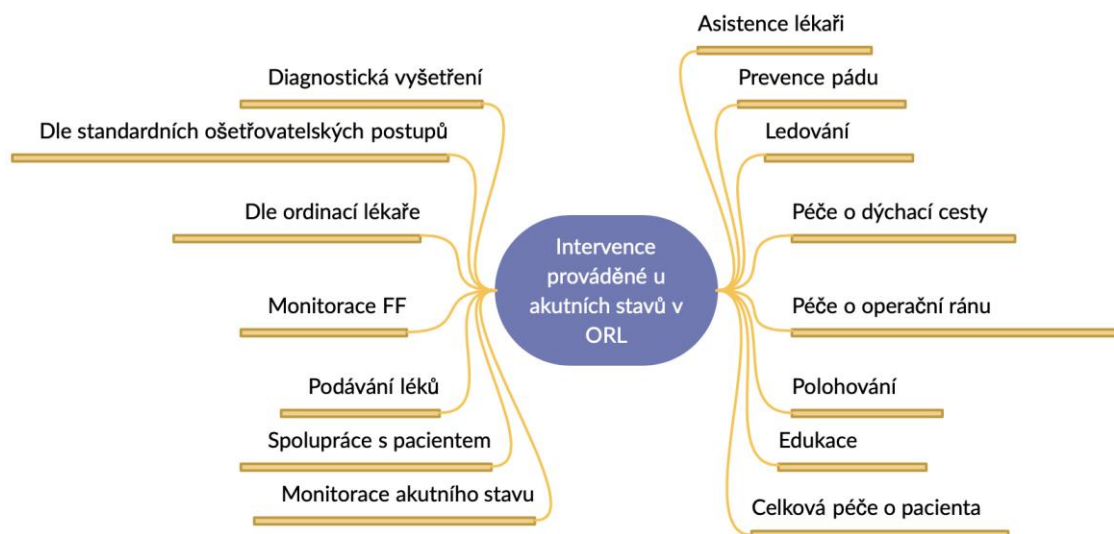 Asistence lékaři
Diagnostická vyšetření
Prevence pádu
Dle standardních ošetřovatelských postupů
Ledování
Dle ordinací lékaře
Péče o dýchací cesty
Intervence
prováděné u
akutních stavů v
ORL
Monitorace FF
Péče o operační ránu
Podávání léků
Polohování
Spolupráce s pacientem
Edukace
Monitorace akutního stavu
Celková péče o pacienta